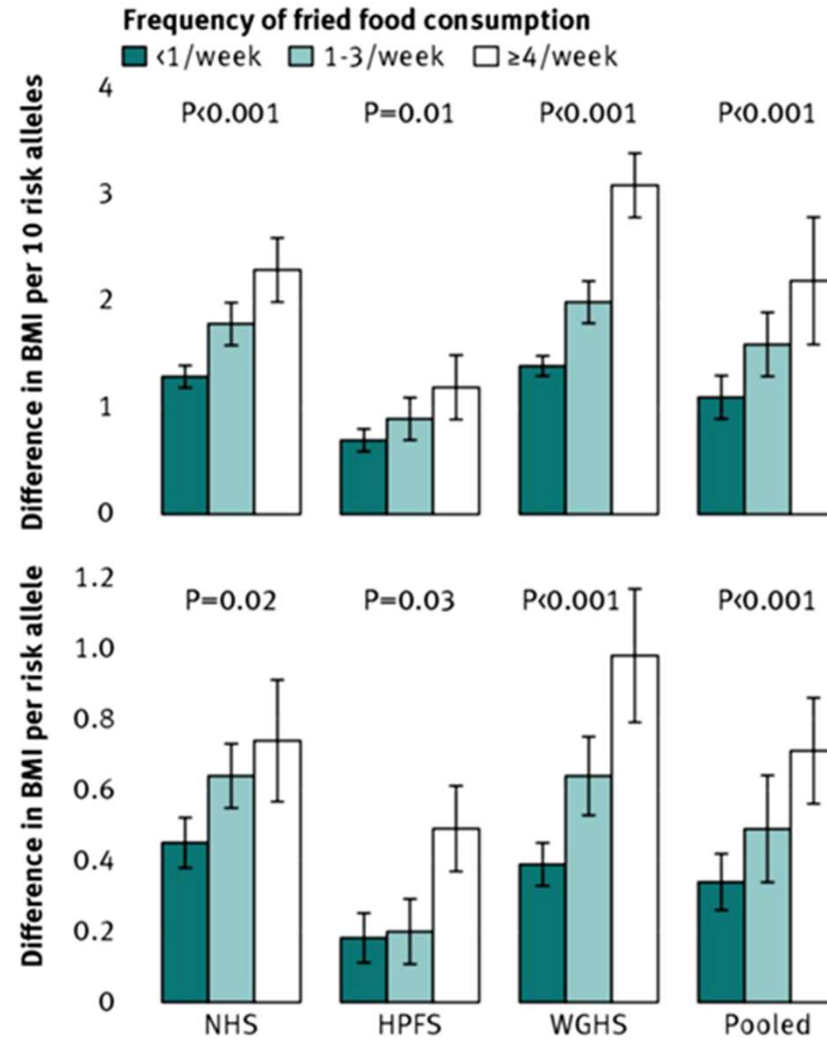 Frequency of fried food consumption
<1/week 1-3/week ≥4/week
Difference in BMI per 10 risk alleles
4
3
2
1
0
P<0.001 P=0.01 P<0.001 P<0.001
Difference in BMI per risk allele
1.2
1.0
0.8
0.6
0.4
0.2
0
P=0.02 P=0.03 P<0.001 P<0.001
NHS HPFS WGHS Pooled